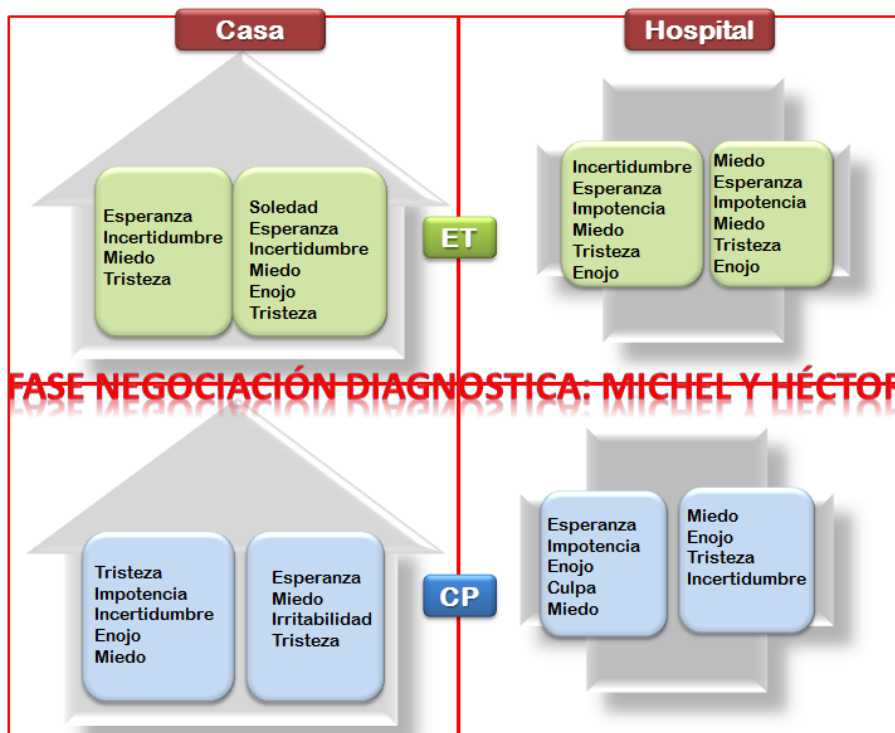 Casa
Hospital
Esperanza
Incertidumbre
Miedo
Tristeza
Soledad
Esperanza
Incertidumbre
Miedo
Enojo
Tristeza
ET
Incertidumbre
Esperanza
Impotencia
Miedo
Tristeza
Enojo
Miedo
Esperanza
Impotencia
Miedo
Tristeza
Enojo
FASE NEGOCIACIÓN DIAGNOSTICA: MICHEL Y HÉCTOR
Tristeza
Impotencia
Incertidumbre
Enojo
Miedo
Esperanza
Miedo
Irritabilidad
Tristeza
CP
Esperanza
Impotencia
Enojo
Culpa
Miedo
Miedo
Enojo
Tristeza
Incertidumbre